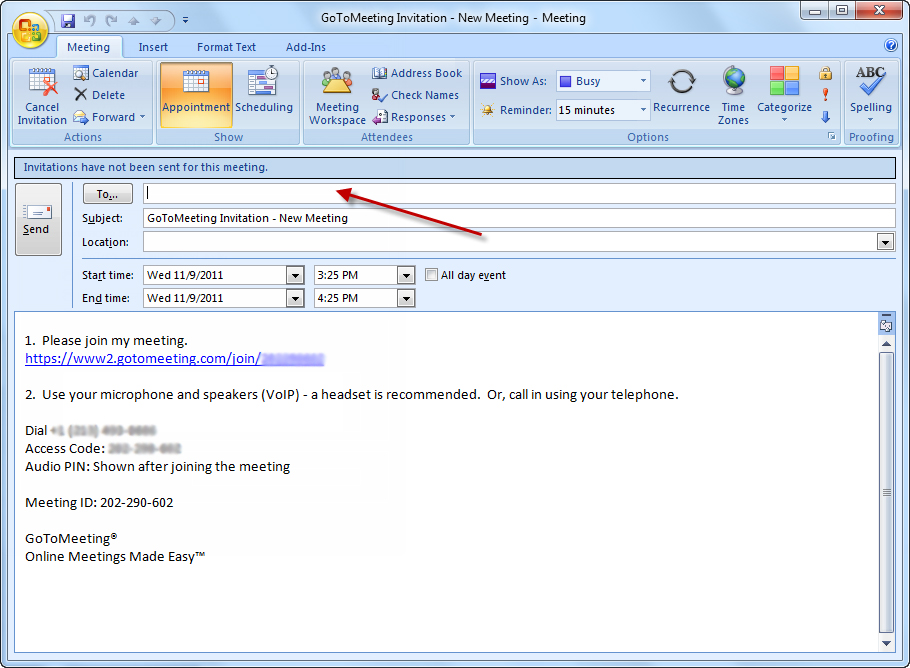 GoToMeeting Invitation - New Meeting - Meeting
Meeting Insert Format Text Add-Ins
Cancel Invitation
Calendar
Delete
Forward
Actions
Appointment
Scheduling
Show
Meeting Workspace
Address Book
Check Names
Responses
Attendees
Show As: Busy
Reminder: 15 minutes
Recurrence
Time Zones
Categorize
Options
ABC
Spelling
Proofing
Invitations have not been sent for this meeting.
Send
To...
Subject: GoToMeeting Invitation - New Meeting
Location:
Start time: Wed 11/9/2011 3:25 PM All day event
End time: Wed 11/9/2011 4:25 PM
1. Please join my meeting.
https://www2.gotomeeting.com/join/
2. Use your microphone and speakers (VoIP) - a headset is recommended. Or, call in using your telephone.
Dial
Access Code:
Audio PIN: Shown after joining the meeting
Meeting ID: 202-290-602
GoToMeeting®
Online Meetings Made Easy™